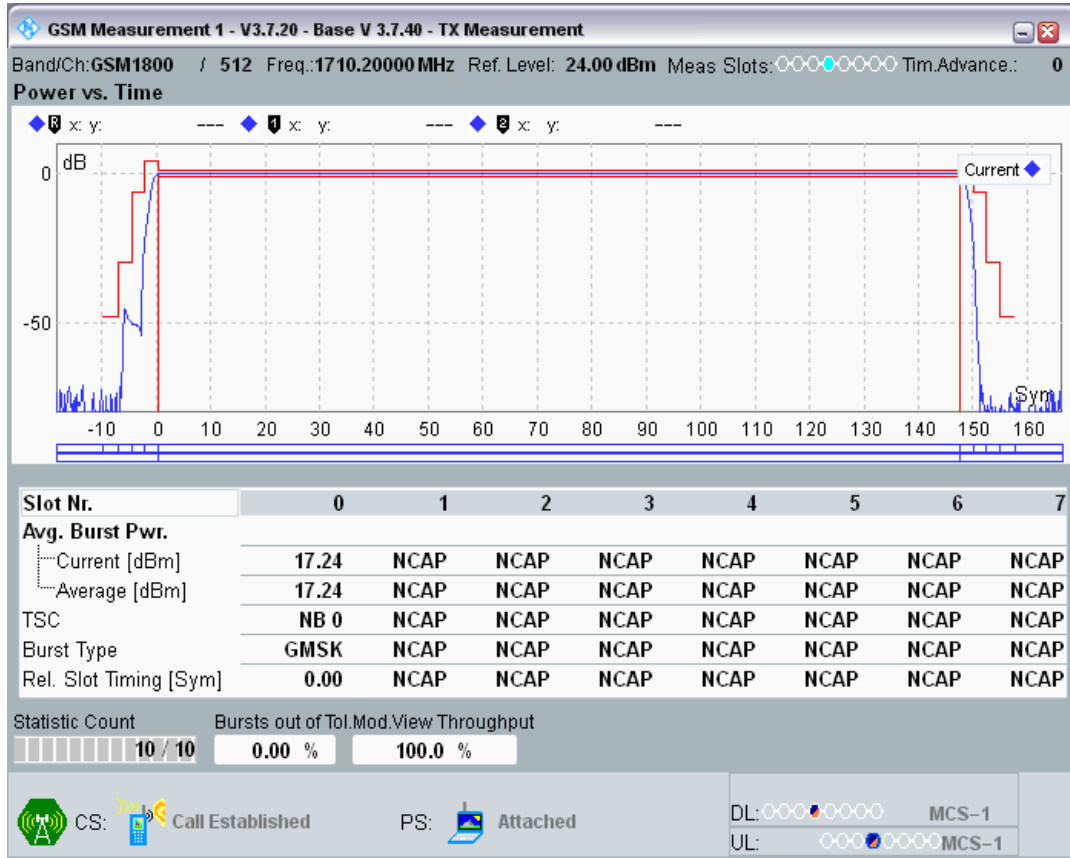 GSM Measurement 1 - V3.7.20 - Base V 3.7.40 - TX Measurement
Band/Ch:GSM1800 / 512 Freq.:1710.20000 MHz Ref. Level: 24.00 dBm Meas Slots: Tim.Advance.: 0
Power vs. Time
R x: y: --- 1 x: y: --- 2 x: y: ---
dB
Current
0
-50
Sym
-10 0 10 20 30 40 50 60 70 80 90 100 110 120 130 140 150 160
Slot Nr. 0 1 2 3 4 5 6 7
Avg. Burst Pwr.
Current [dBm] 17.24 NCAP NCAP NCAP NCAP NCAP NCAP NCAP
Average [dBm] 17.24 NCAP NCAP NCAP NCAP NCAP NCAP NCAP
TSC NB 0 NCAP NCAP NCAP NCAP NCAP NCAP NCAP
Burst Type GMSK NCAP NCAP NCAP NCAP NCAP NCAP NCAP
Rel. Slot Timing [Sym] 0.00 NCAP NCAP NCAP NCAP NCAP NCAP NCAP
Statistic Count Bursts out of Tol.Mod.View Throughput
10 / 10 0.00 % 100.0 %
CS: Call Established PS: Attached
DL: MCS-1
UL: MCS-1